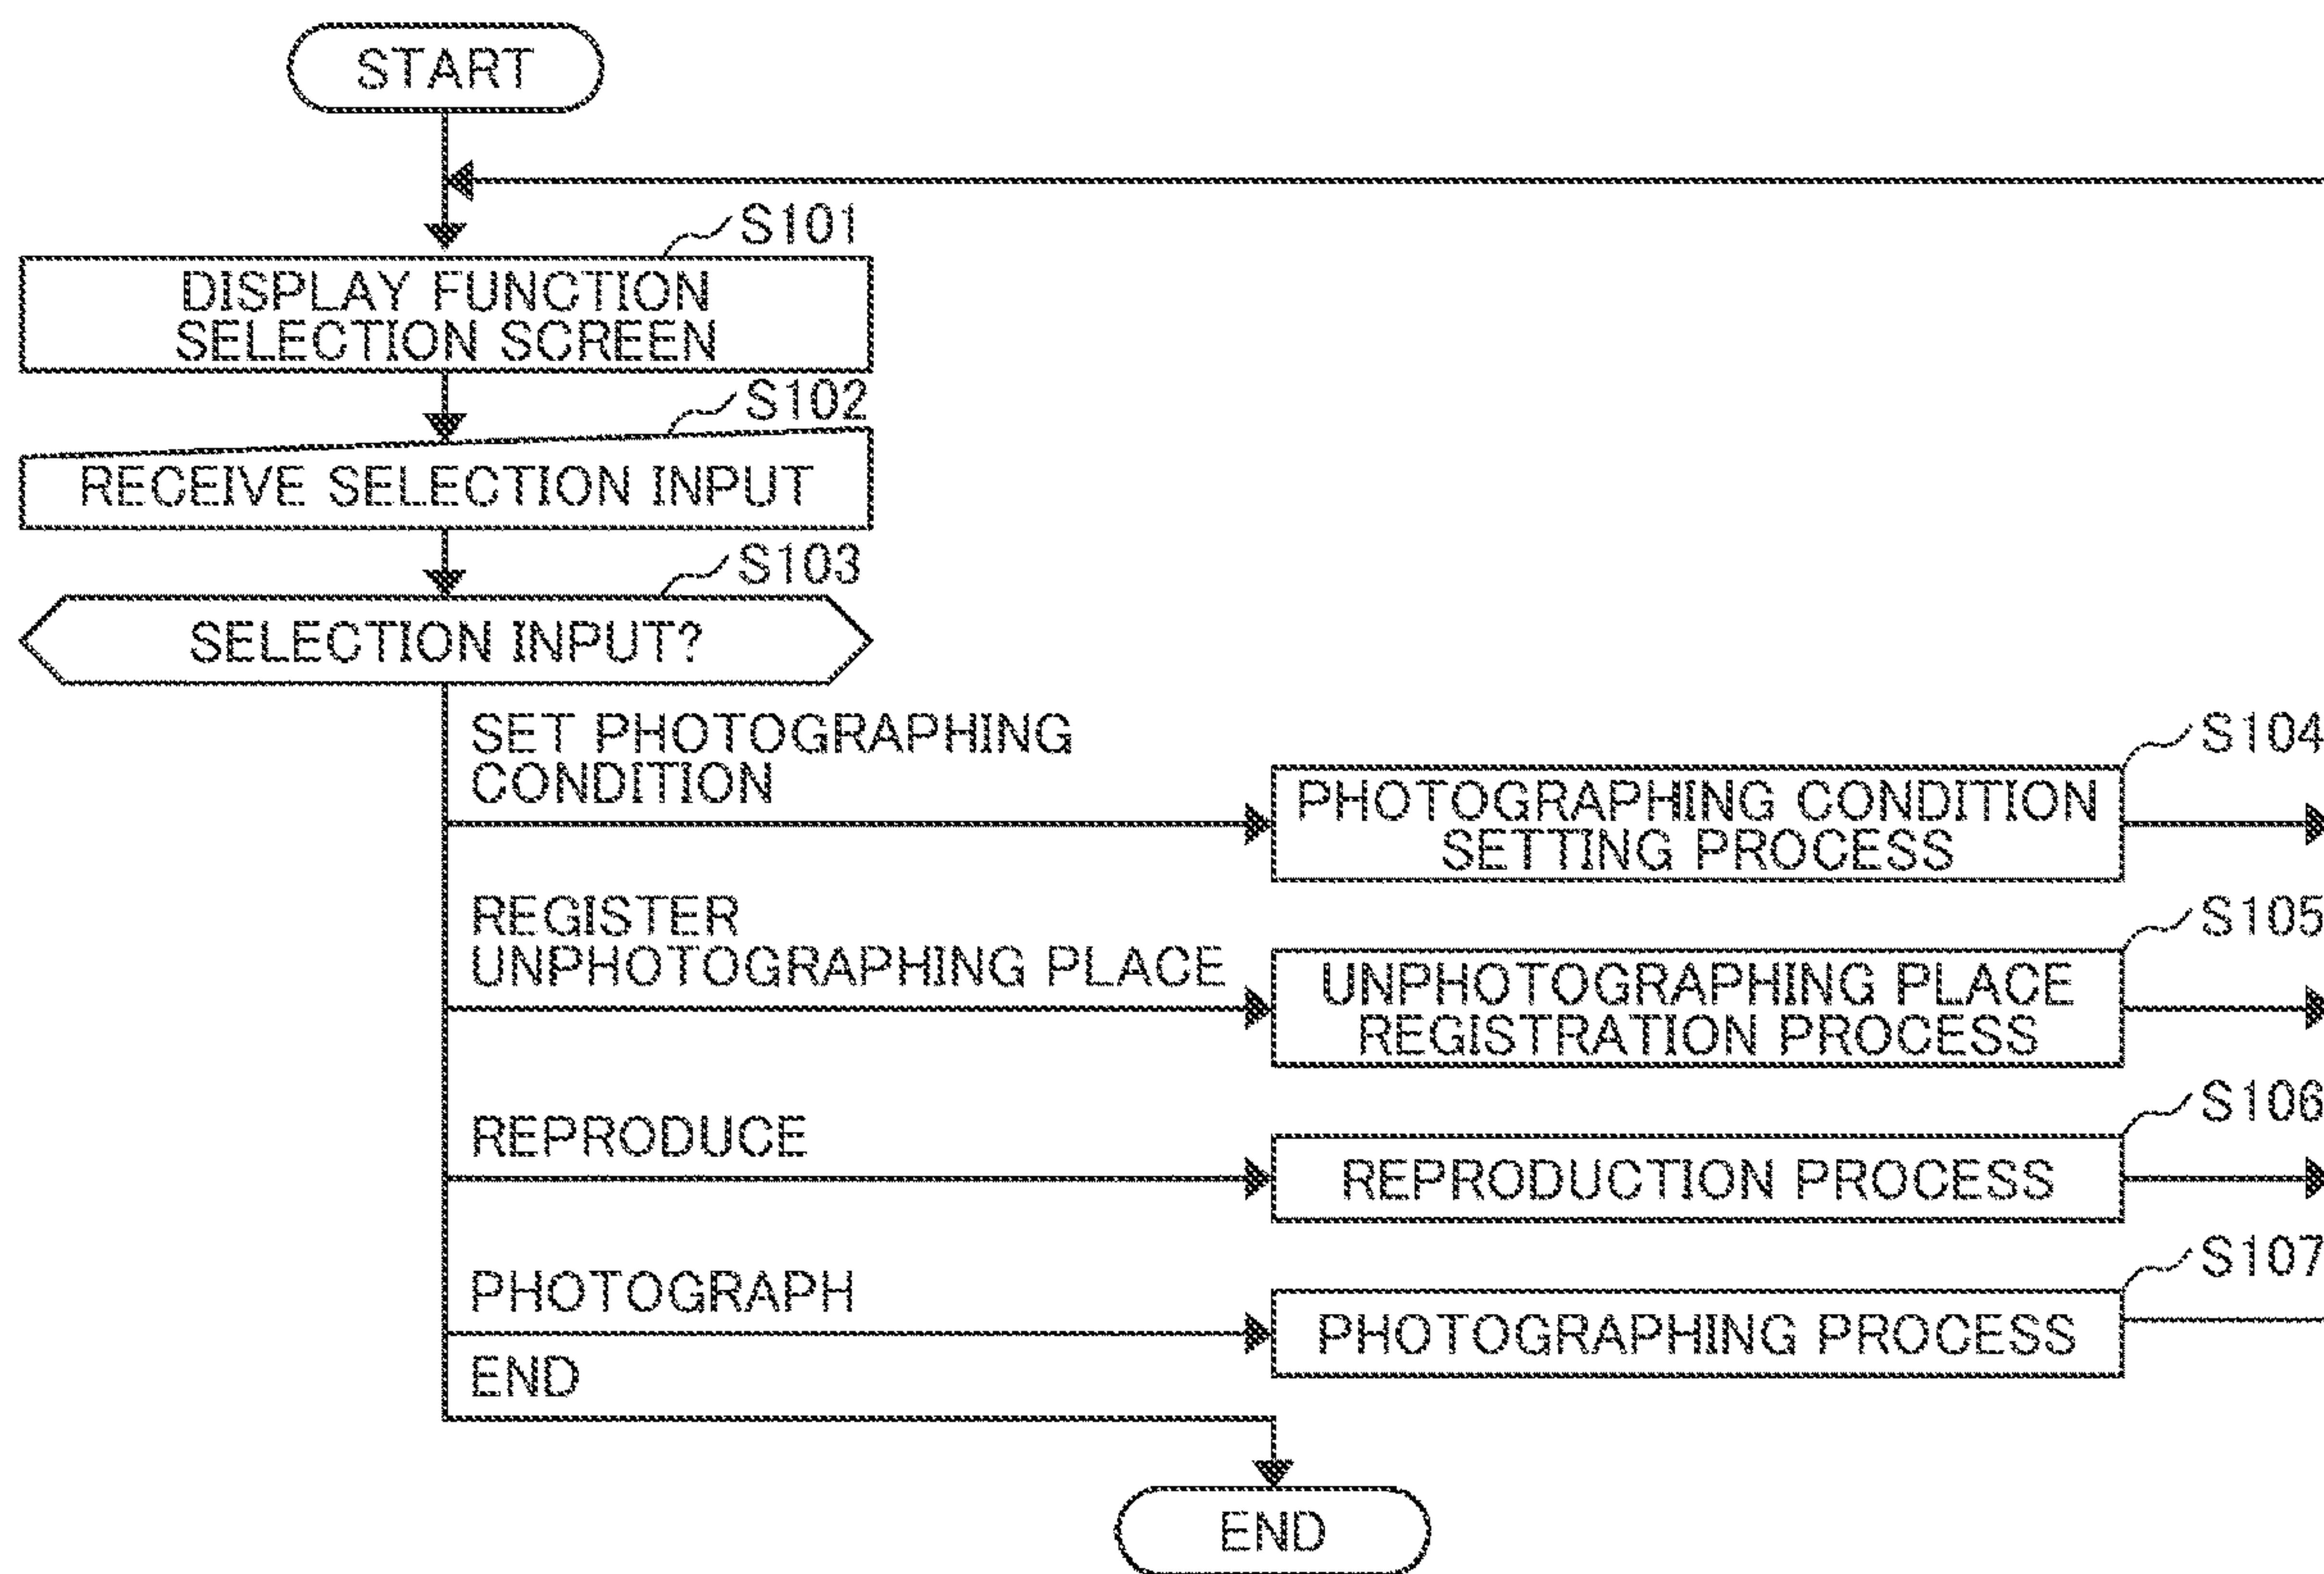 START
S101
DISPLAY FUNCTION
SELECTION SCREEN
S102
RECEIVE SELECTION INPUT
S103
SELECTION INPUT?
SET PHOTOGRAPHING
CONDITION
S104
PHOTOGRAPHING CONDITION
SETTING PROCESS
REGISTER
UNPHOTOGRAPHING PLACE
S105
UNPHOTOGRAPHING PLACE
REGISTRATION PROCESS
REPRODUCE
S106
REPRODUCTION PROCESS
PHOTOGRAPH
S107
PHOTOGRAPHING PROCESS
END
END